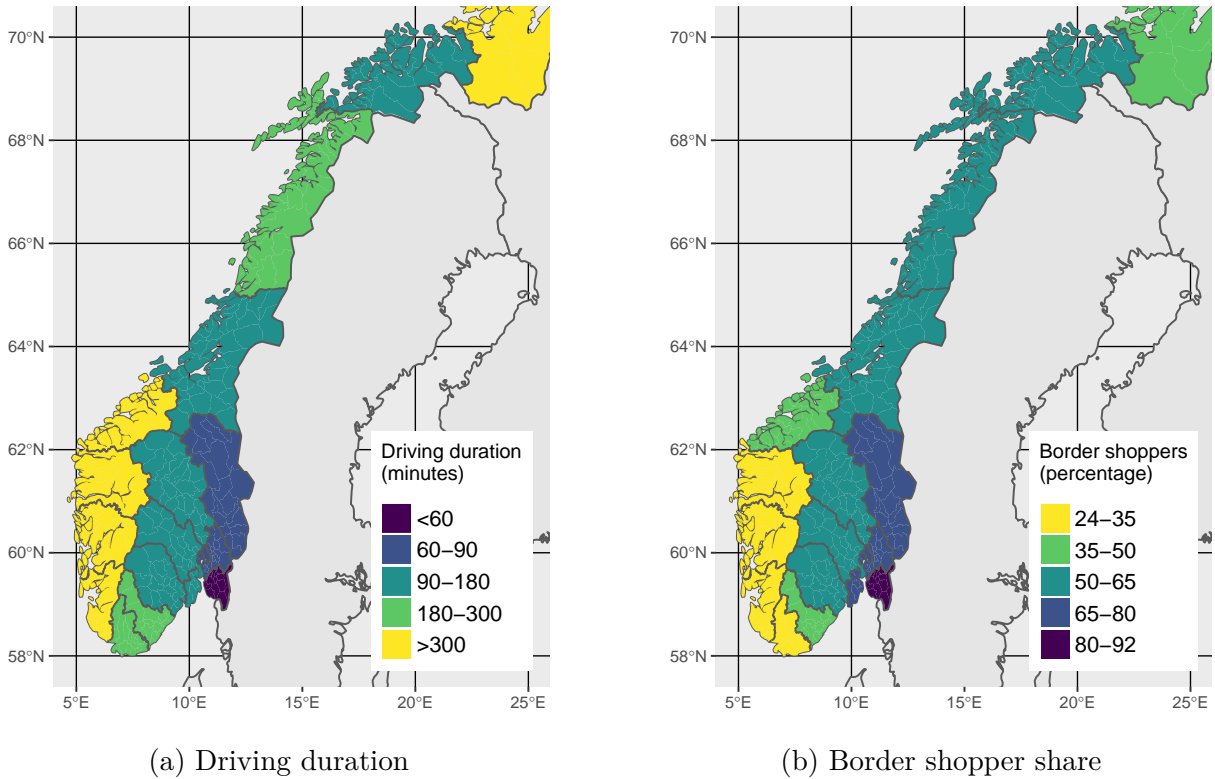 70°N
68°N
66°N
64°N
62°N
60°N
58°N
5°E
10°E
15°E
20°E
25°E
Driving duration
(minutes)
<60
60−90
90−180
180−300
>300
(a) Driving duration
70°N
68°N
66°N
64°N
62°N
60°N
58°N
5°E
10°E
15°E
20°E
25°E
Border shoppers
(percentage)
24−35
35−50
50−65
65−80
80−92
(b) Border shopper share